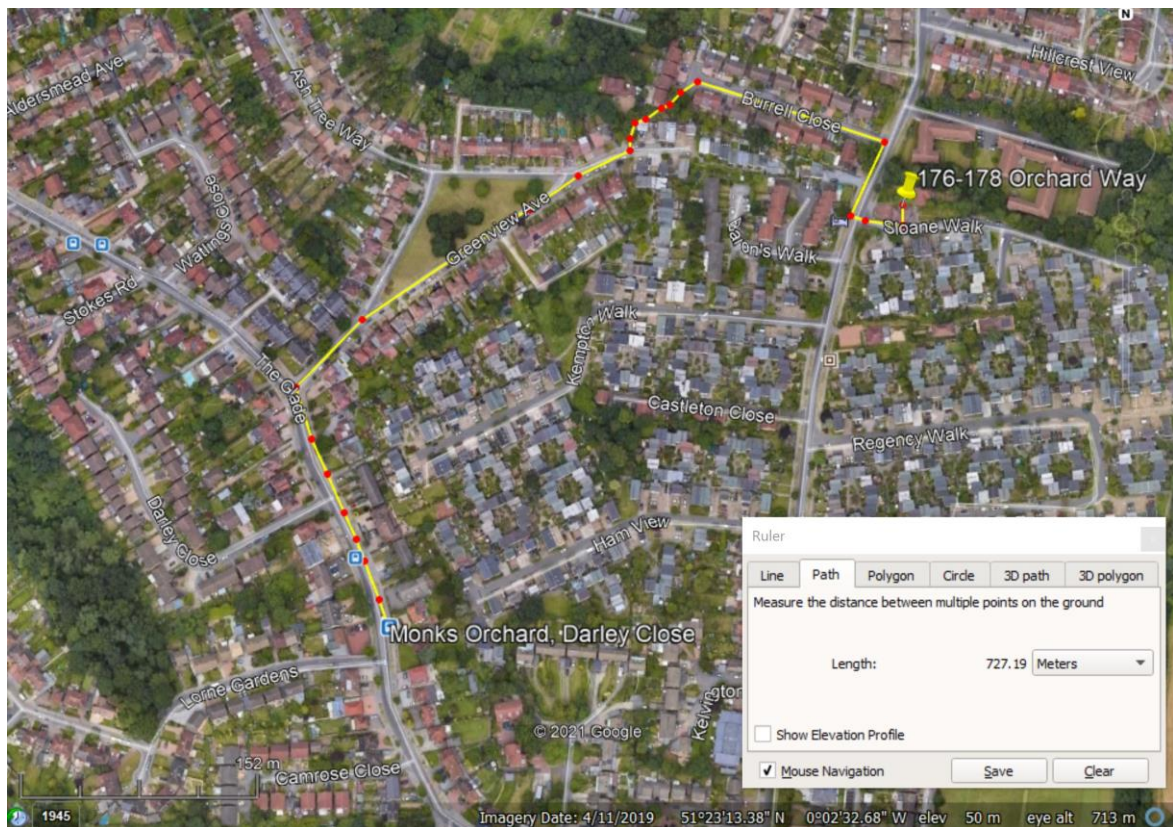 N
Hillcrest View
Aldersmead Ave
Ash Tree Way
Burrell Close
176-178 Orchard Way
Watlings Close
Greenview Ave
Sloane Walk
aron's Walk
Stokes Rd
Kempton Walk
The Glade
Castleton Close
Regency Walk
Darley Close
Ham View
Monks Orchard, Darley Close
Lorne Gardens
Kelvin
gton
© 2021 Google
152 m
Camrose Close
Ruler
Line Path Polygon Circle 3D path 3D polygon
Measure the distance between multiple points on the ground
Length: 727.19 Meters
Show Elevation Profile
Mouse Navigation Save Clear
1945
Imagery Date: 4/11/2019 51°23'13.38" N 0°02'32.68" W elev 50 m eye alt 713 m